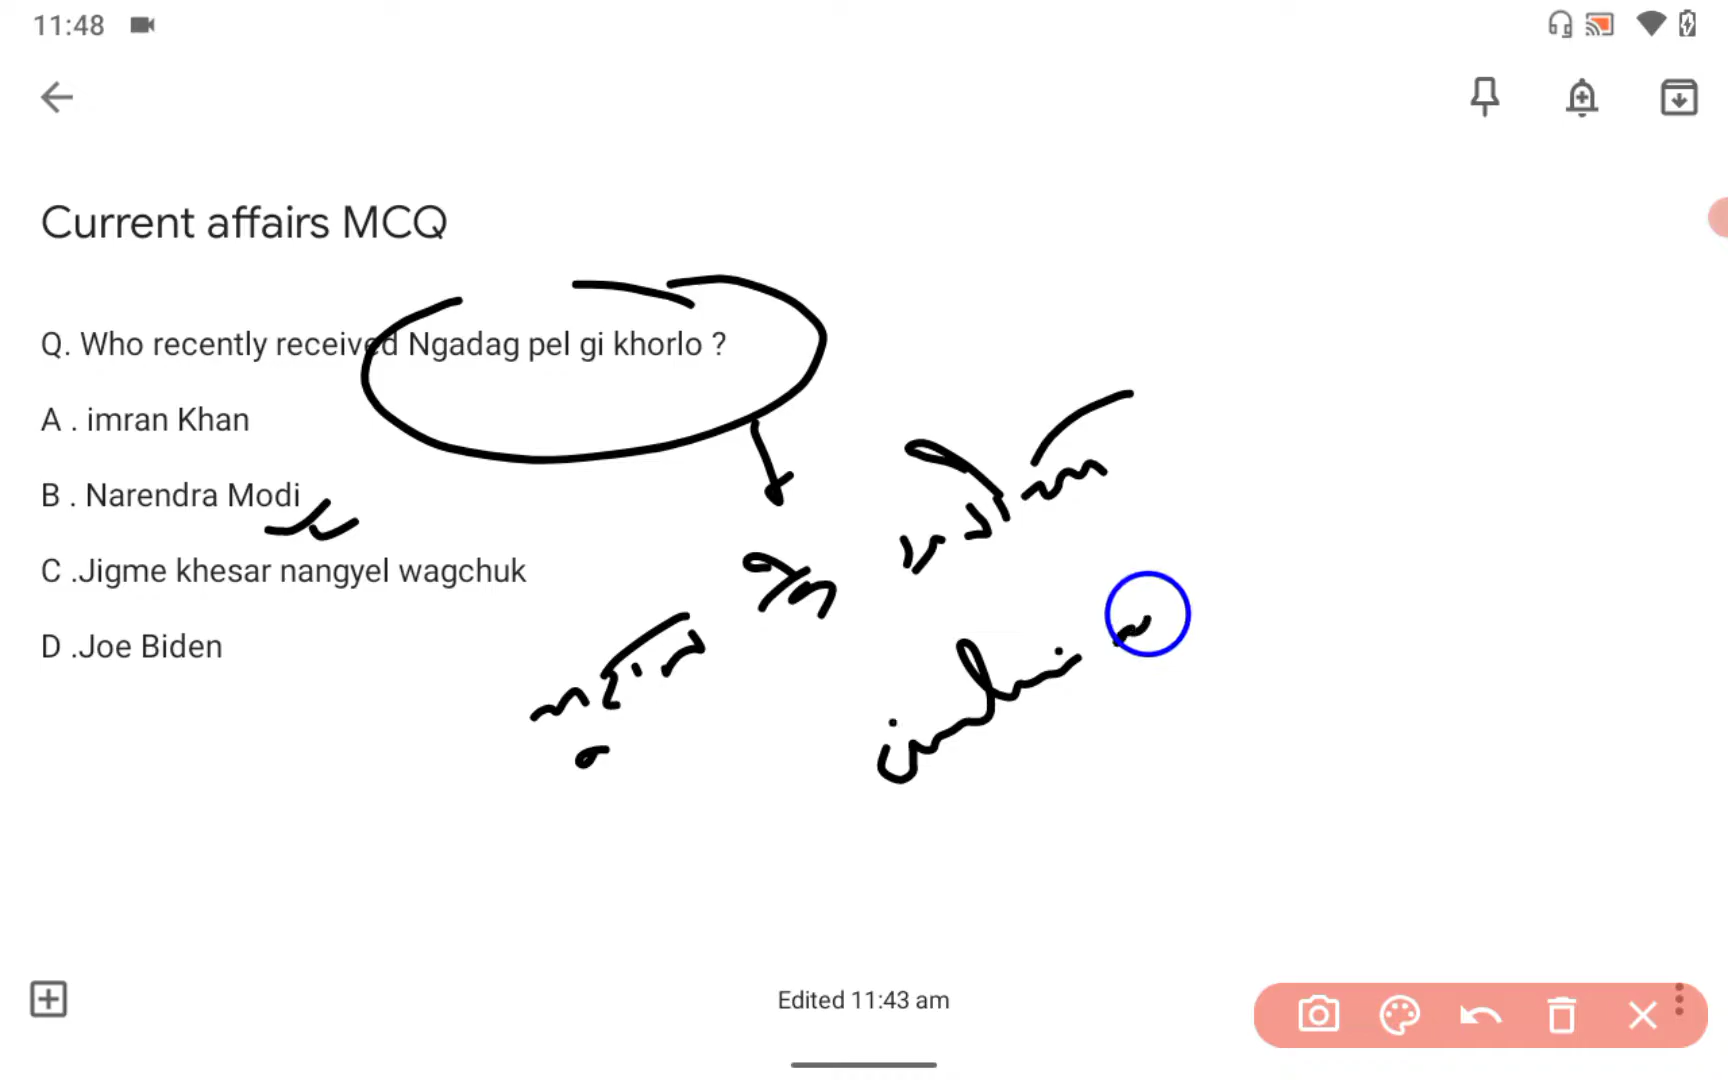 11:48
Current affairs MCQ
Q. Who recently received Ngadag pel gi khorlo ?
A . imran Khan
B . Narendra Modi
C .Jigme khesar nangyel wagchuk
D .Joe Biden
Edited 11:43 am